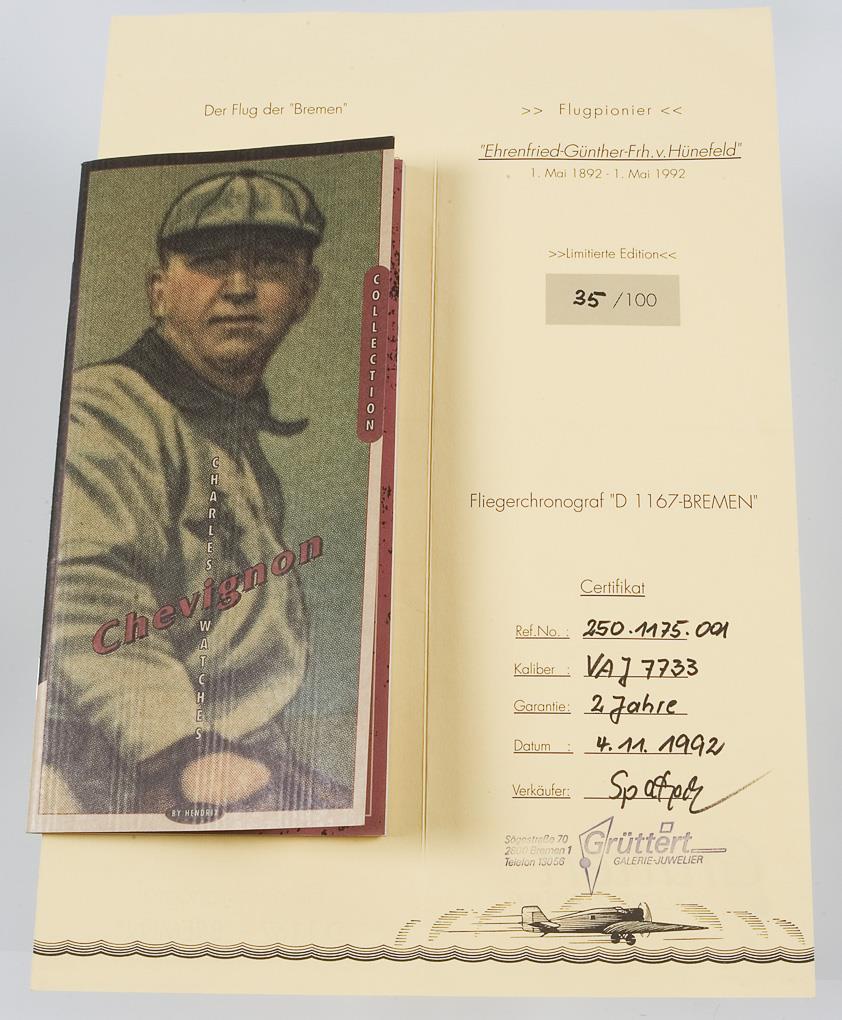 Der Flug der "Bremen"
COLLECTION
CHARLES
Chevignon
WATCHES
BY HENDRIX
>> Flugpionier <<
"Ehrenfried-Günther-Frh.v.Hünefeld"
1. Mai 1892 - 1. Mai 1992
>>Limitierte Edition<<
35 /100
Fliegerchronograf "D 1167-BREMEN"
Certifikat
Ref.No. : 250.1175.001
Kaliber : VAJ 7733
Garantie: 2 Jahre
Datum : 4.11.1992
Verkäufer:
Sögestraße 70
2800 Bremen 1
Telefon 13056
Grüttert
GALERIE-JUWELIER